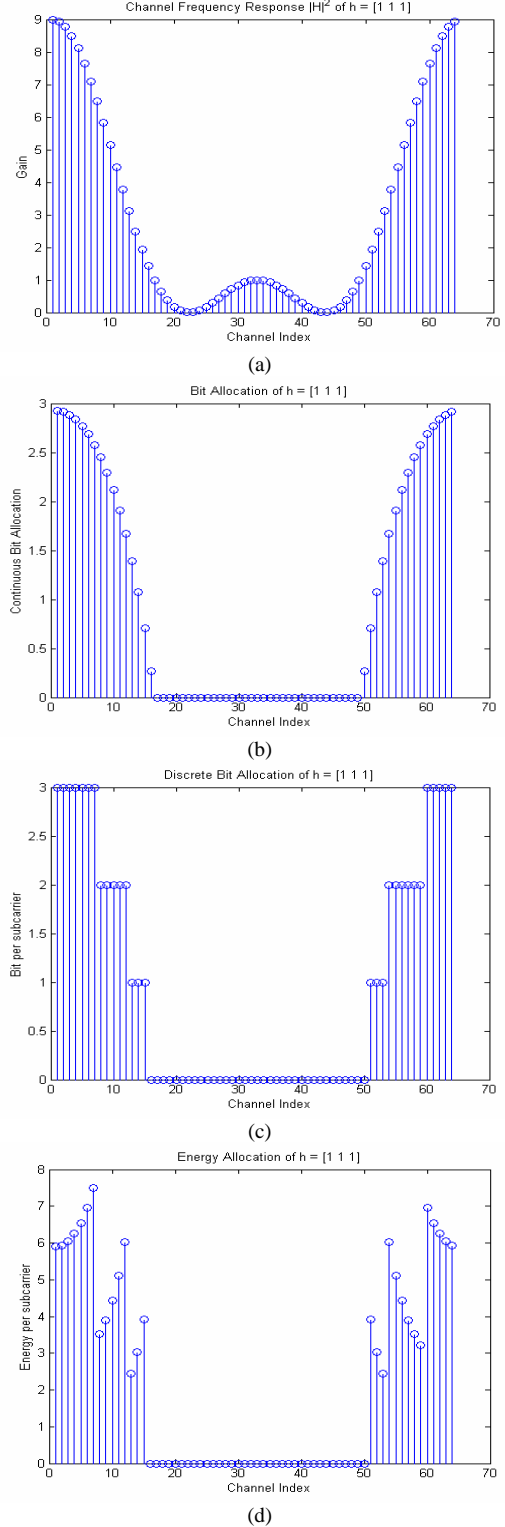 Channel Frequency Response |H|² of h = [1 1 1]
9
8
7
6
5
4
3
2
1
0
Gain
0 10 20 30 40 50 60 70
Channel Index
(a)
Bit Allocation of h = [1 1 1]
3
2.5
2
1.5
1
0.5
0
Continuous Bit Allocation
0 10 20 30 40 50 60 70
Channel Index
(b)
Discrete Bit Allocation of h = [1 1 1]
3
2.5
2
1.5
1
0.5
0
Bit per subcarrier
0 10 20 30 40 50 60 70
Channel Index
(c)
Energy Allocation of h = [1 1 1]
8
7
6
5
4
3
2
1
0
Energy per subcarrier
0 10 20 30 40 50 60 70
Channel Index
(d)